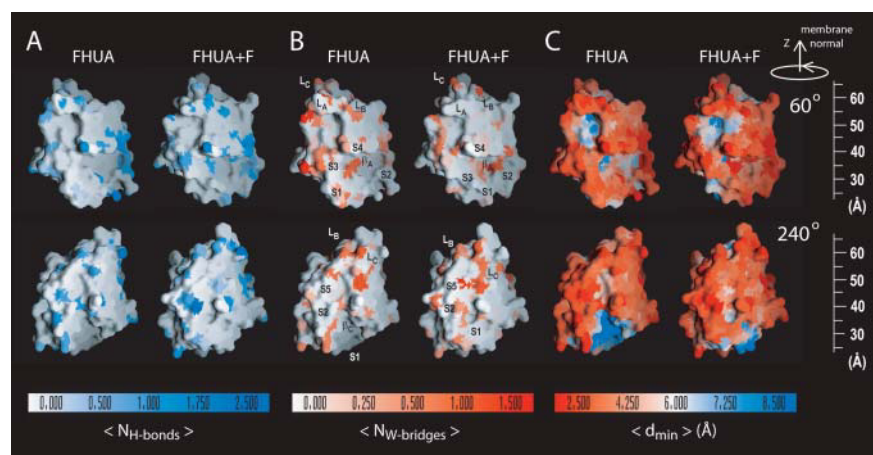 A
B
C
FHUA
FHUA+F
FHUA
FHUA+F
FHUA
FHUA+F
Z
membrane
normal
60°
L_C
L_A
L_B
S4
S3
β_A
S2
S1
L_C
L_A
L_B
S4
S3
S2
S1
60
50
40
30
(Å)
240°
L_B
L_C
S5
S2
β_C
S1
L_B
L_C
S5
S2
S1
60
50
40
30
(Å)
0.000 0.500 1.000 1.750 2.500
0.000 0.250 0.500 1.000 1.500
2.500 4.250 6.000 7.250 8.500
< N_H-bonds >
< N_W-bridges >
< d_min > (Å)